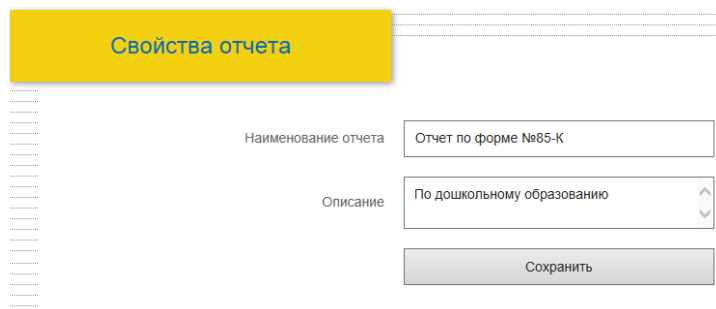 Свойства отчета
Наименование отчета
Отчет по форме №85-К
Описание
По дошкольному образованию
Сохранить